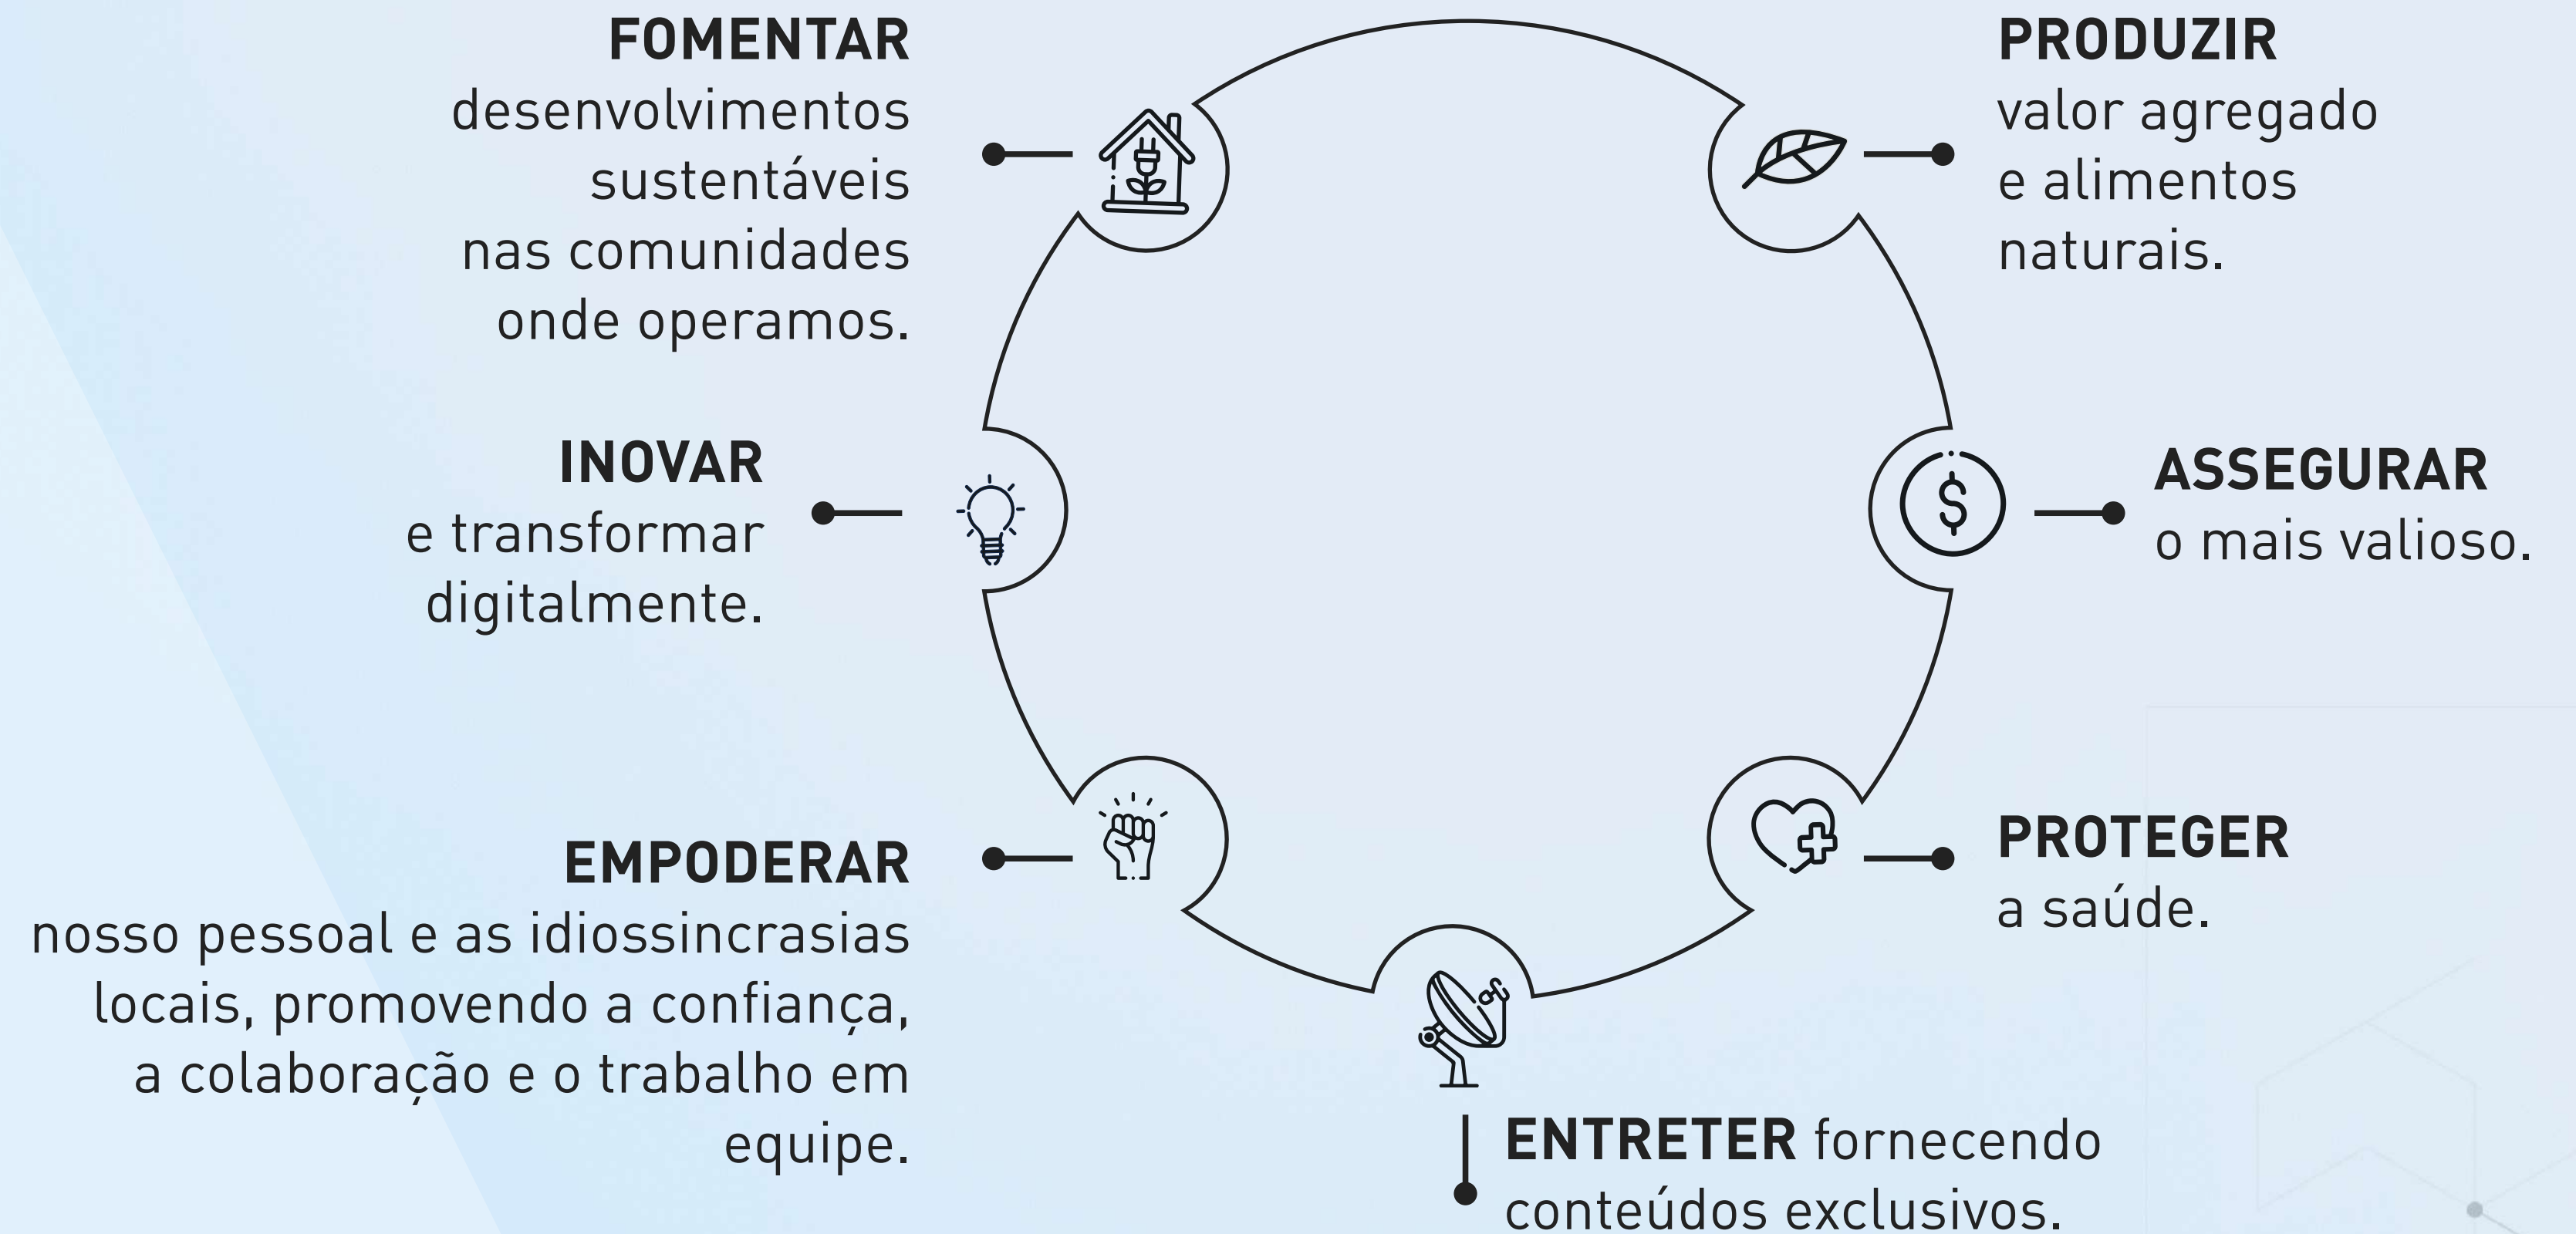 FOMENTAR
desenvolvimentos
sustentáveis
nas comunidades
onde operamos.
PRODUZIR
valor agregado
e alimentos
naturais.
INOVAR
e transformar
digitalmente.
$
ASSEGURAR
o mais valioso.
EMPODERAR
nosso pessoal e as idiossincrasias
locais, promovendo a confiança,
a colaboração e o trabalho em
equipe.
PROTEGER
a saúde.
ENTRETER fornecendo
conteúdos exclusivos.